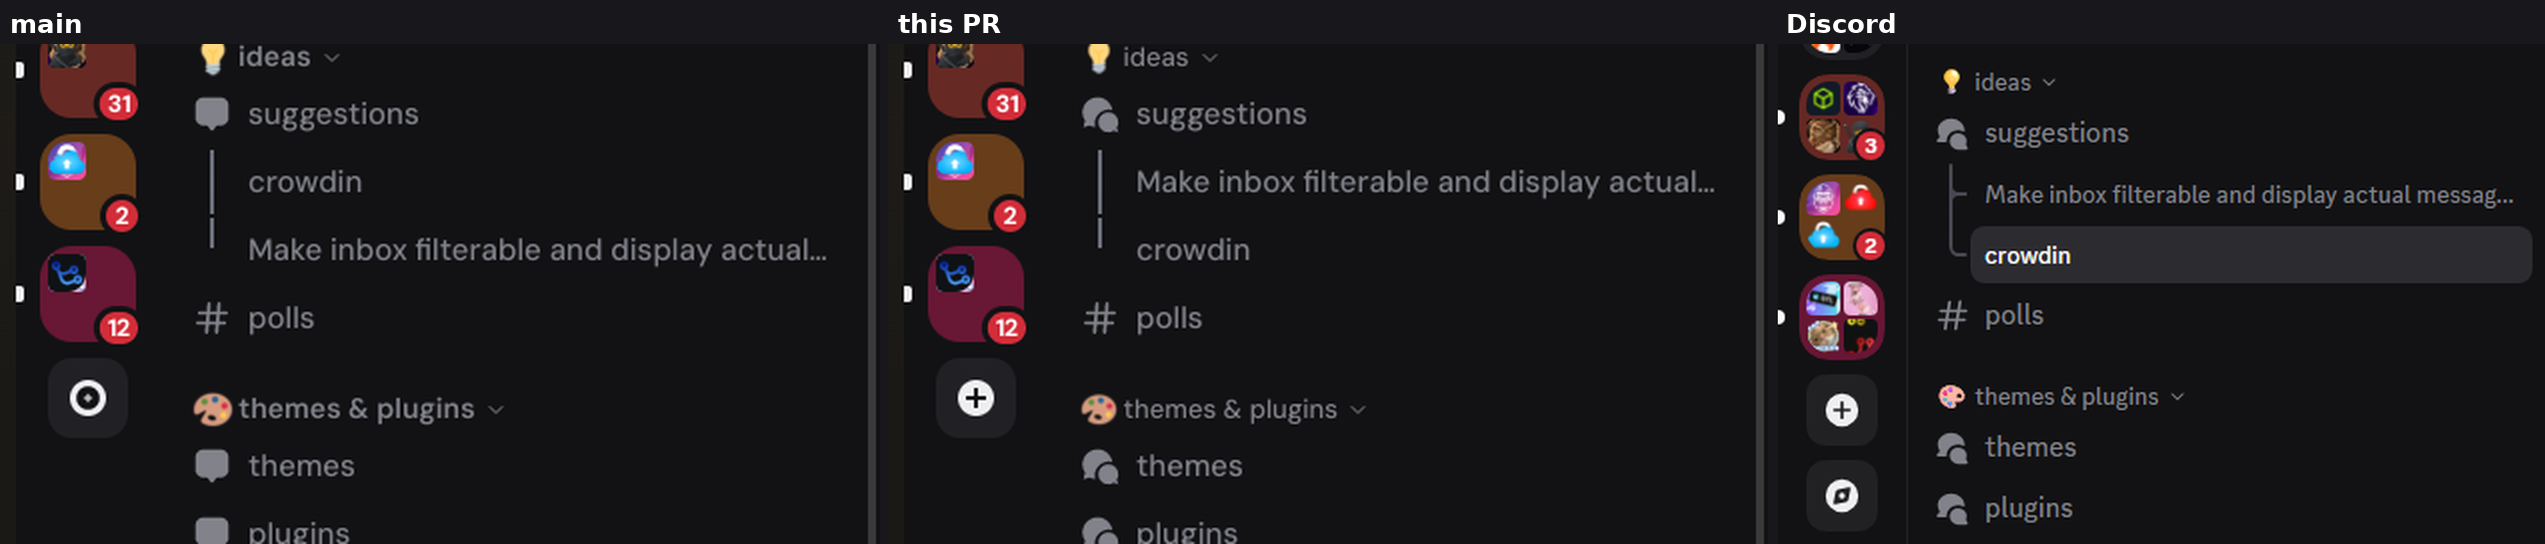 main
ideas
31
suggestions
crowdin
2
Make inbox filterable and display actual...
12
polls
themes & plugins
themes
plugins
this PR
ideas
31
suggestions
Make inbox filterable and display actual...
2
crowdin
12
polls
themes & plugins
themes
plugins
Discord
ideas
3
suggestions
Make inbox filterable and display actual messag...
2
crowdin
polls
themes & plugins
themes
plugins